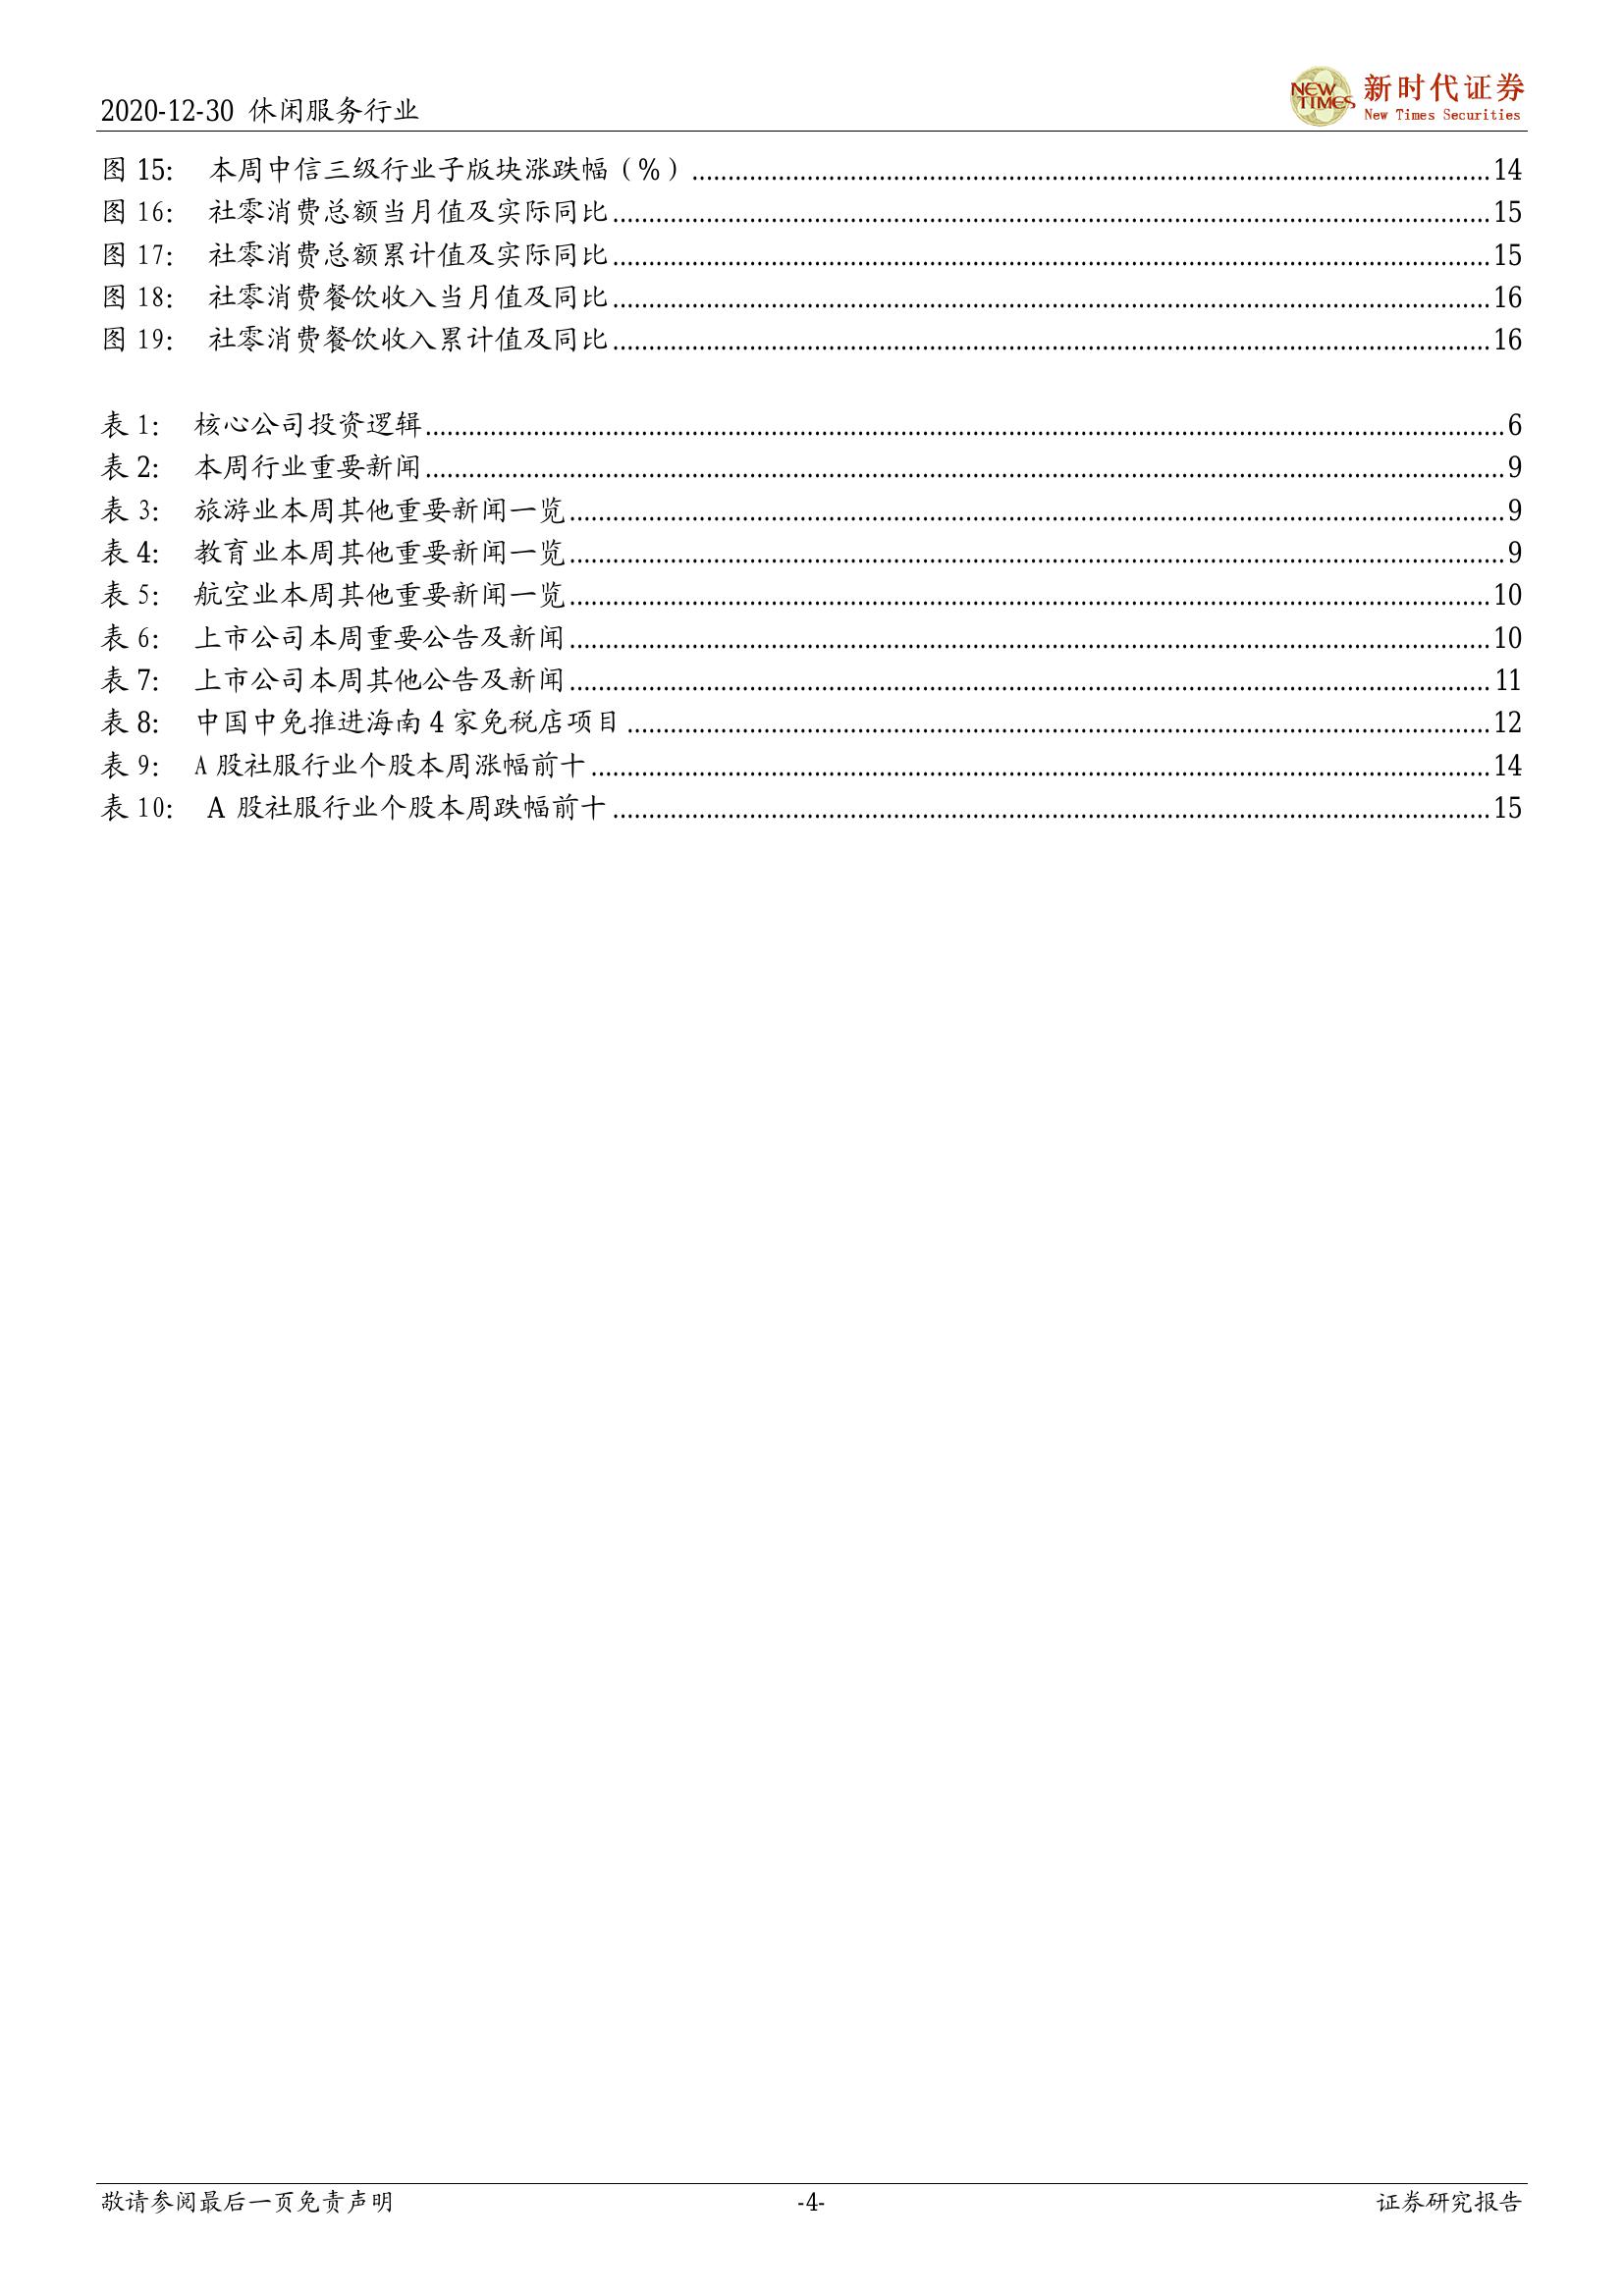 2020-12-30 休闲服务行业
NEW TIMES
新时代证券
New Times Securities
图 15: 本周中信三级行业子版块涨跌幅（%）........................14
图 16: 社零消费总额当月值及实际同比........................15
图 17: 社零消费总额累计值及实际同比........................15
图 18: 社零消费餐饮收入当月值及同比........................16
图 19: 社零消费餐饮收入累计值及同比........................16
表 1: 核心公司投资逻辑........................6
表 2: 本周行业重要新闻........................9
表 3: 旅游业本周其他重要新闻一览........................9
表 4: 教育业本周其他重要新闻一览........................9
表 5: 航空业本周其他重要新闻一览........................10
表 6: 上市公司本周重要公告及新闻........................10
表 7: 上市公司本周其他公告及新闻........................11
表 8: 中国中免推进海南 4 家免税店项目........................12
表 9: A 股社服行业个股本周涨幅前十........................14
表 10: A 股社服行业个股本周跌幅前十........................15
敬请参阅最后一页免责声明 -4- 证券研究报告